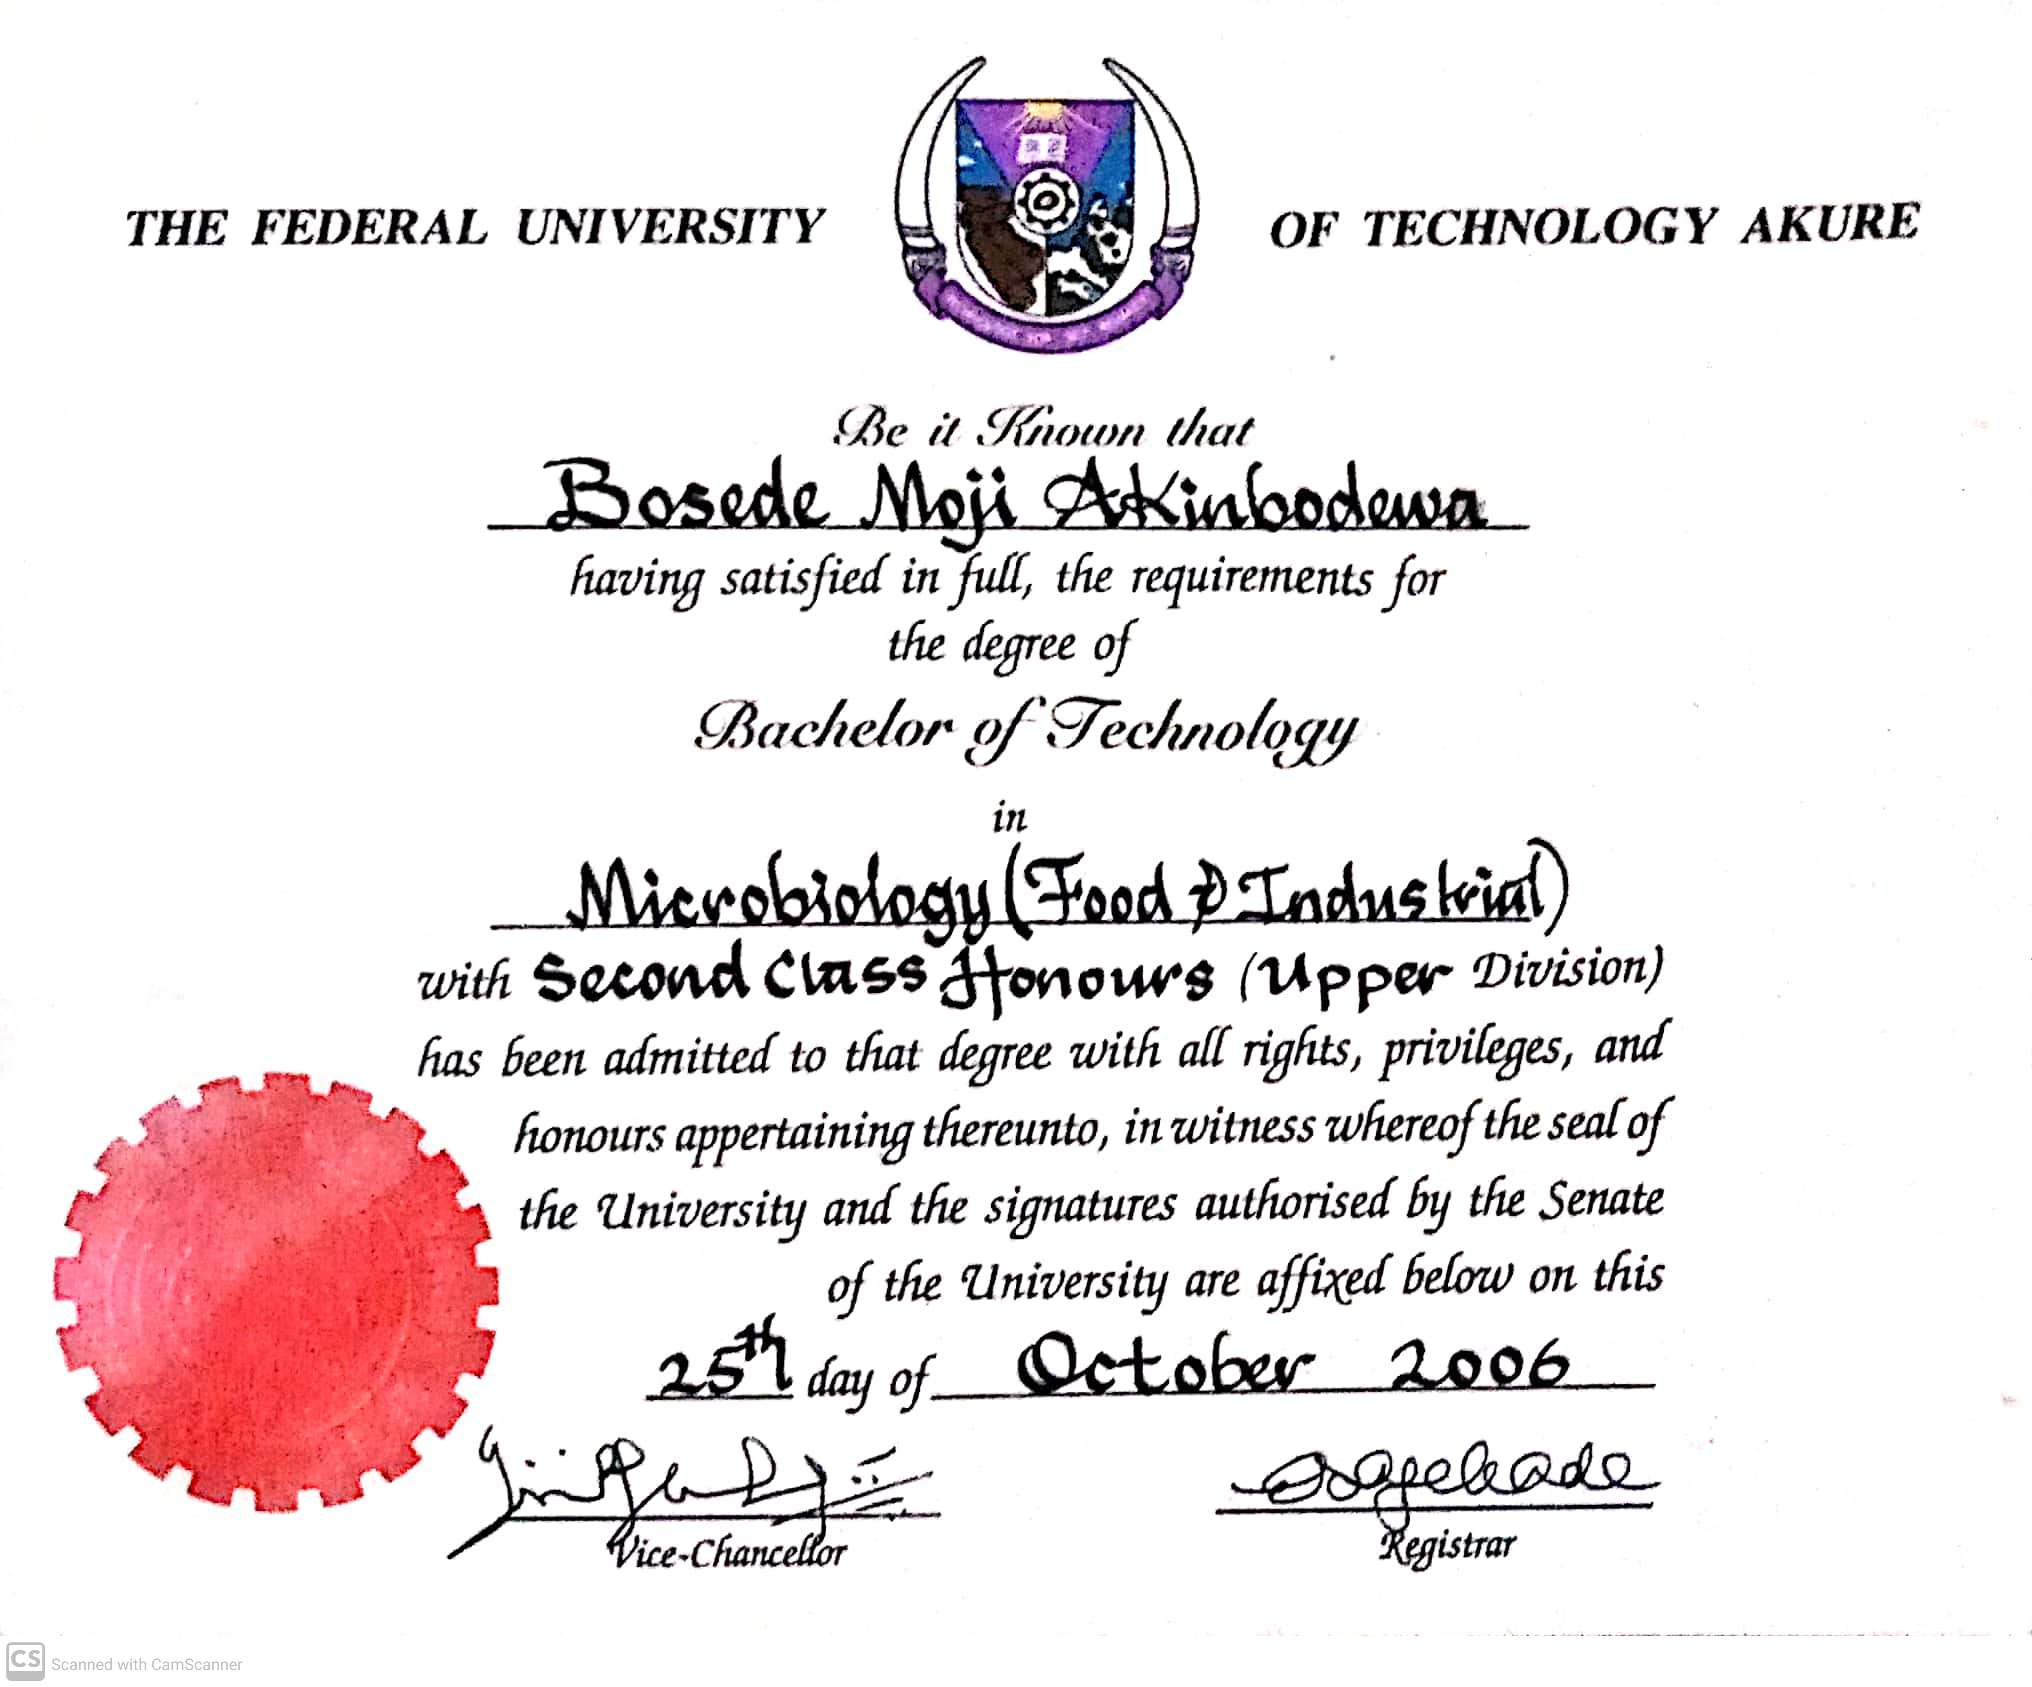 THE FEDERAL UNIVERSITY OF TECHNOLOGY AKURE
Be it Known that
Bosede Moji Akinbodewa
having satisfied in full, the requirements for
the degree of
Bachelor of Technology
in
Microbiology (Food & Industrial)
with Second Class Honours (Upper Division)
has been admitted to that degree with all rights, privileges, and
honours appertaining thereunto, in witness whereof the seal of
the University and the signatures authorised by the Senate
of the University are affixed below on this
25th day of October 2006
Vice-Chancellor Registrar
CS Scanned with CamScanner